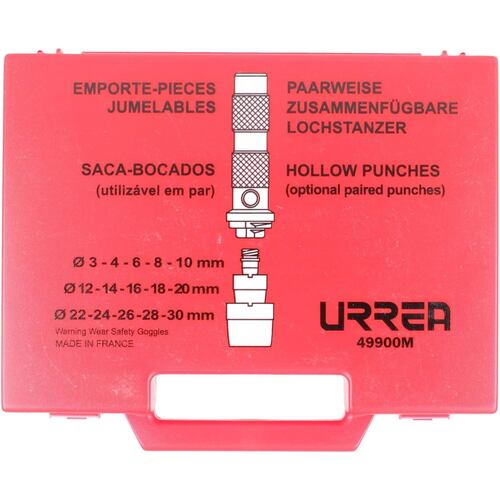 EMPORTE-PIECES
JUMELABLES
PAARWEISE
ZUSAMMENFÜGBARE
LOCHSTANZER
SACA-BOCADOS
(utilizável em par)
HOLLOW PUNCHES
(optional paired punches)
Ø 3 - 4 - 6 - 8 - 10 mm
Ø 12 -14 -16 -18-20 mm
Ø 22-24-26-28-30 mm
Warning Wear Safety Goggles
MADE IN FRANCE
URREA
49900M